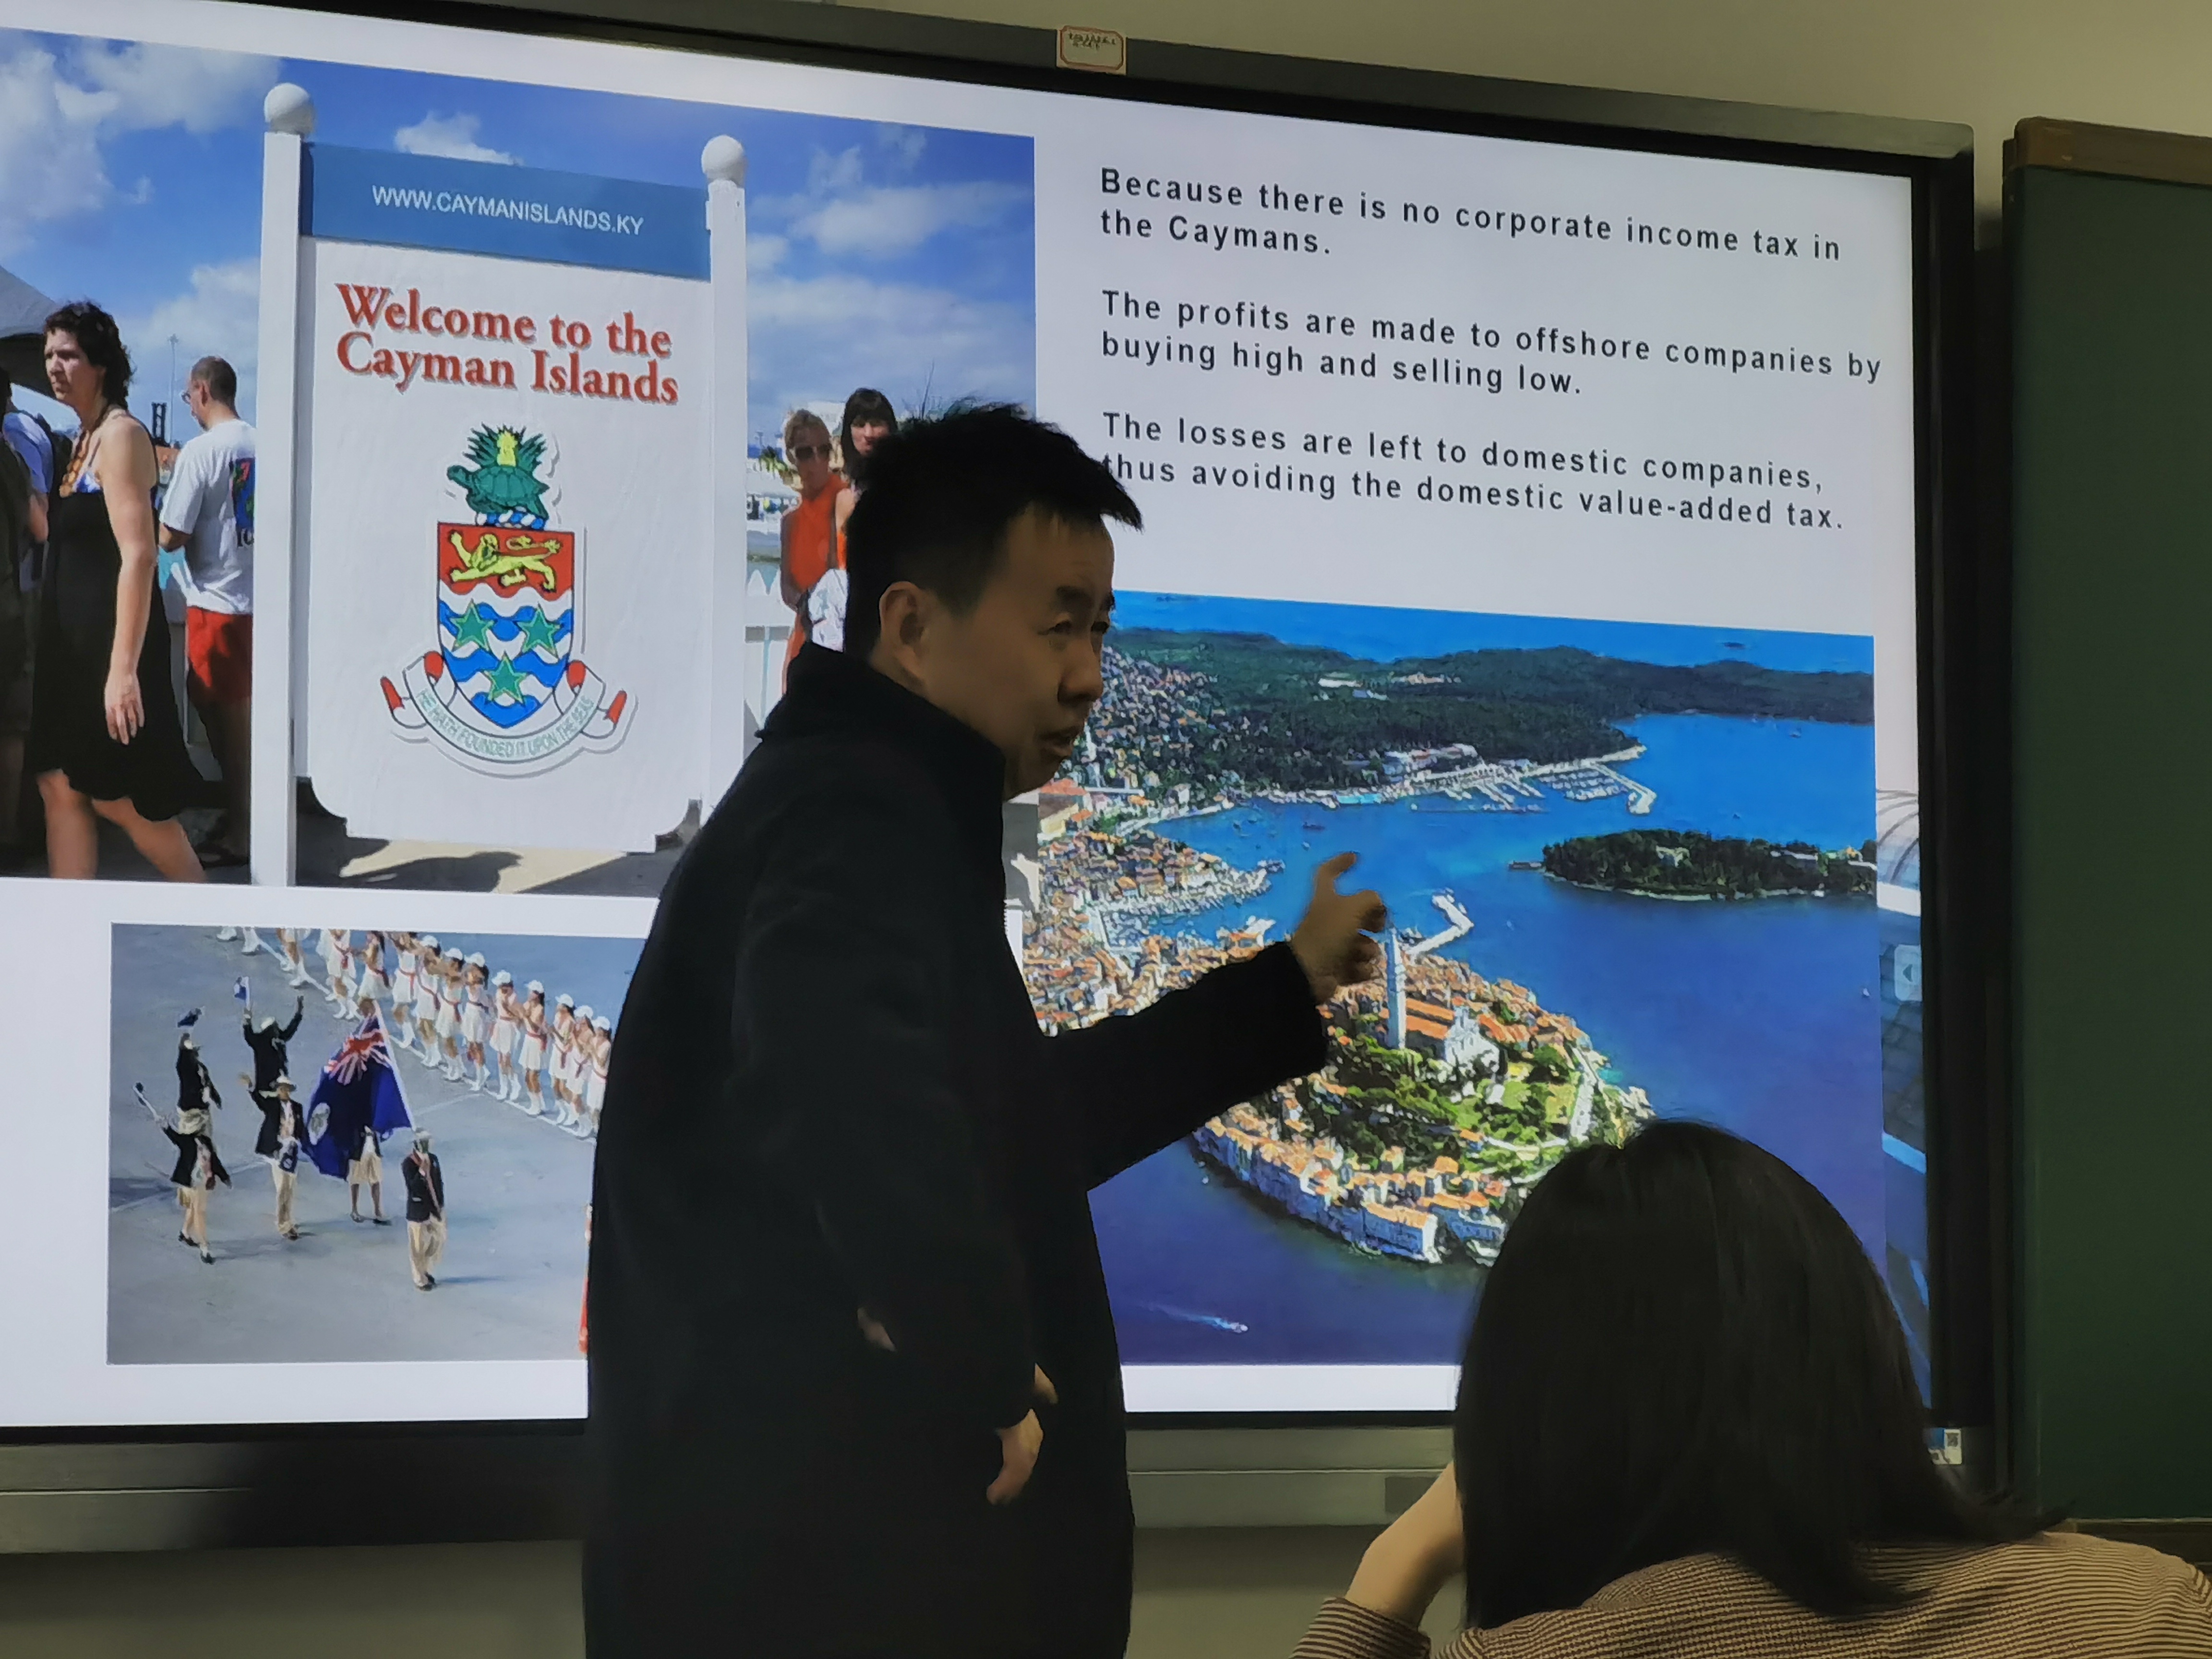 WWW.CAYMANISLANDS.KY
Welcome to the
Cayman Islands
HE HATH FOUNDED IT UPON THE SEAS
Because there is no corporate income tax in
the Caymans.
The profits are made to offshore companies by
buying high and selling low.
The losses are left to domestic companies,
thus avoiding the domestic value-added tax.